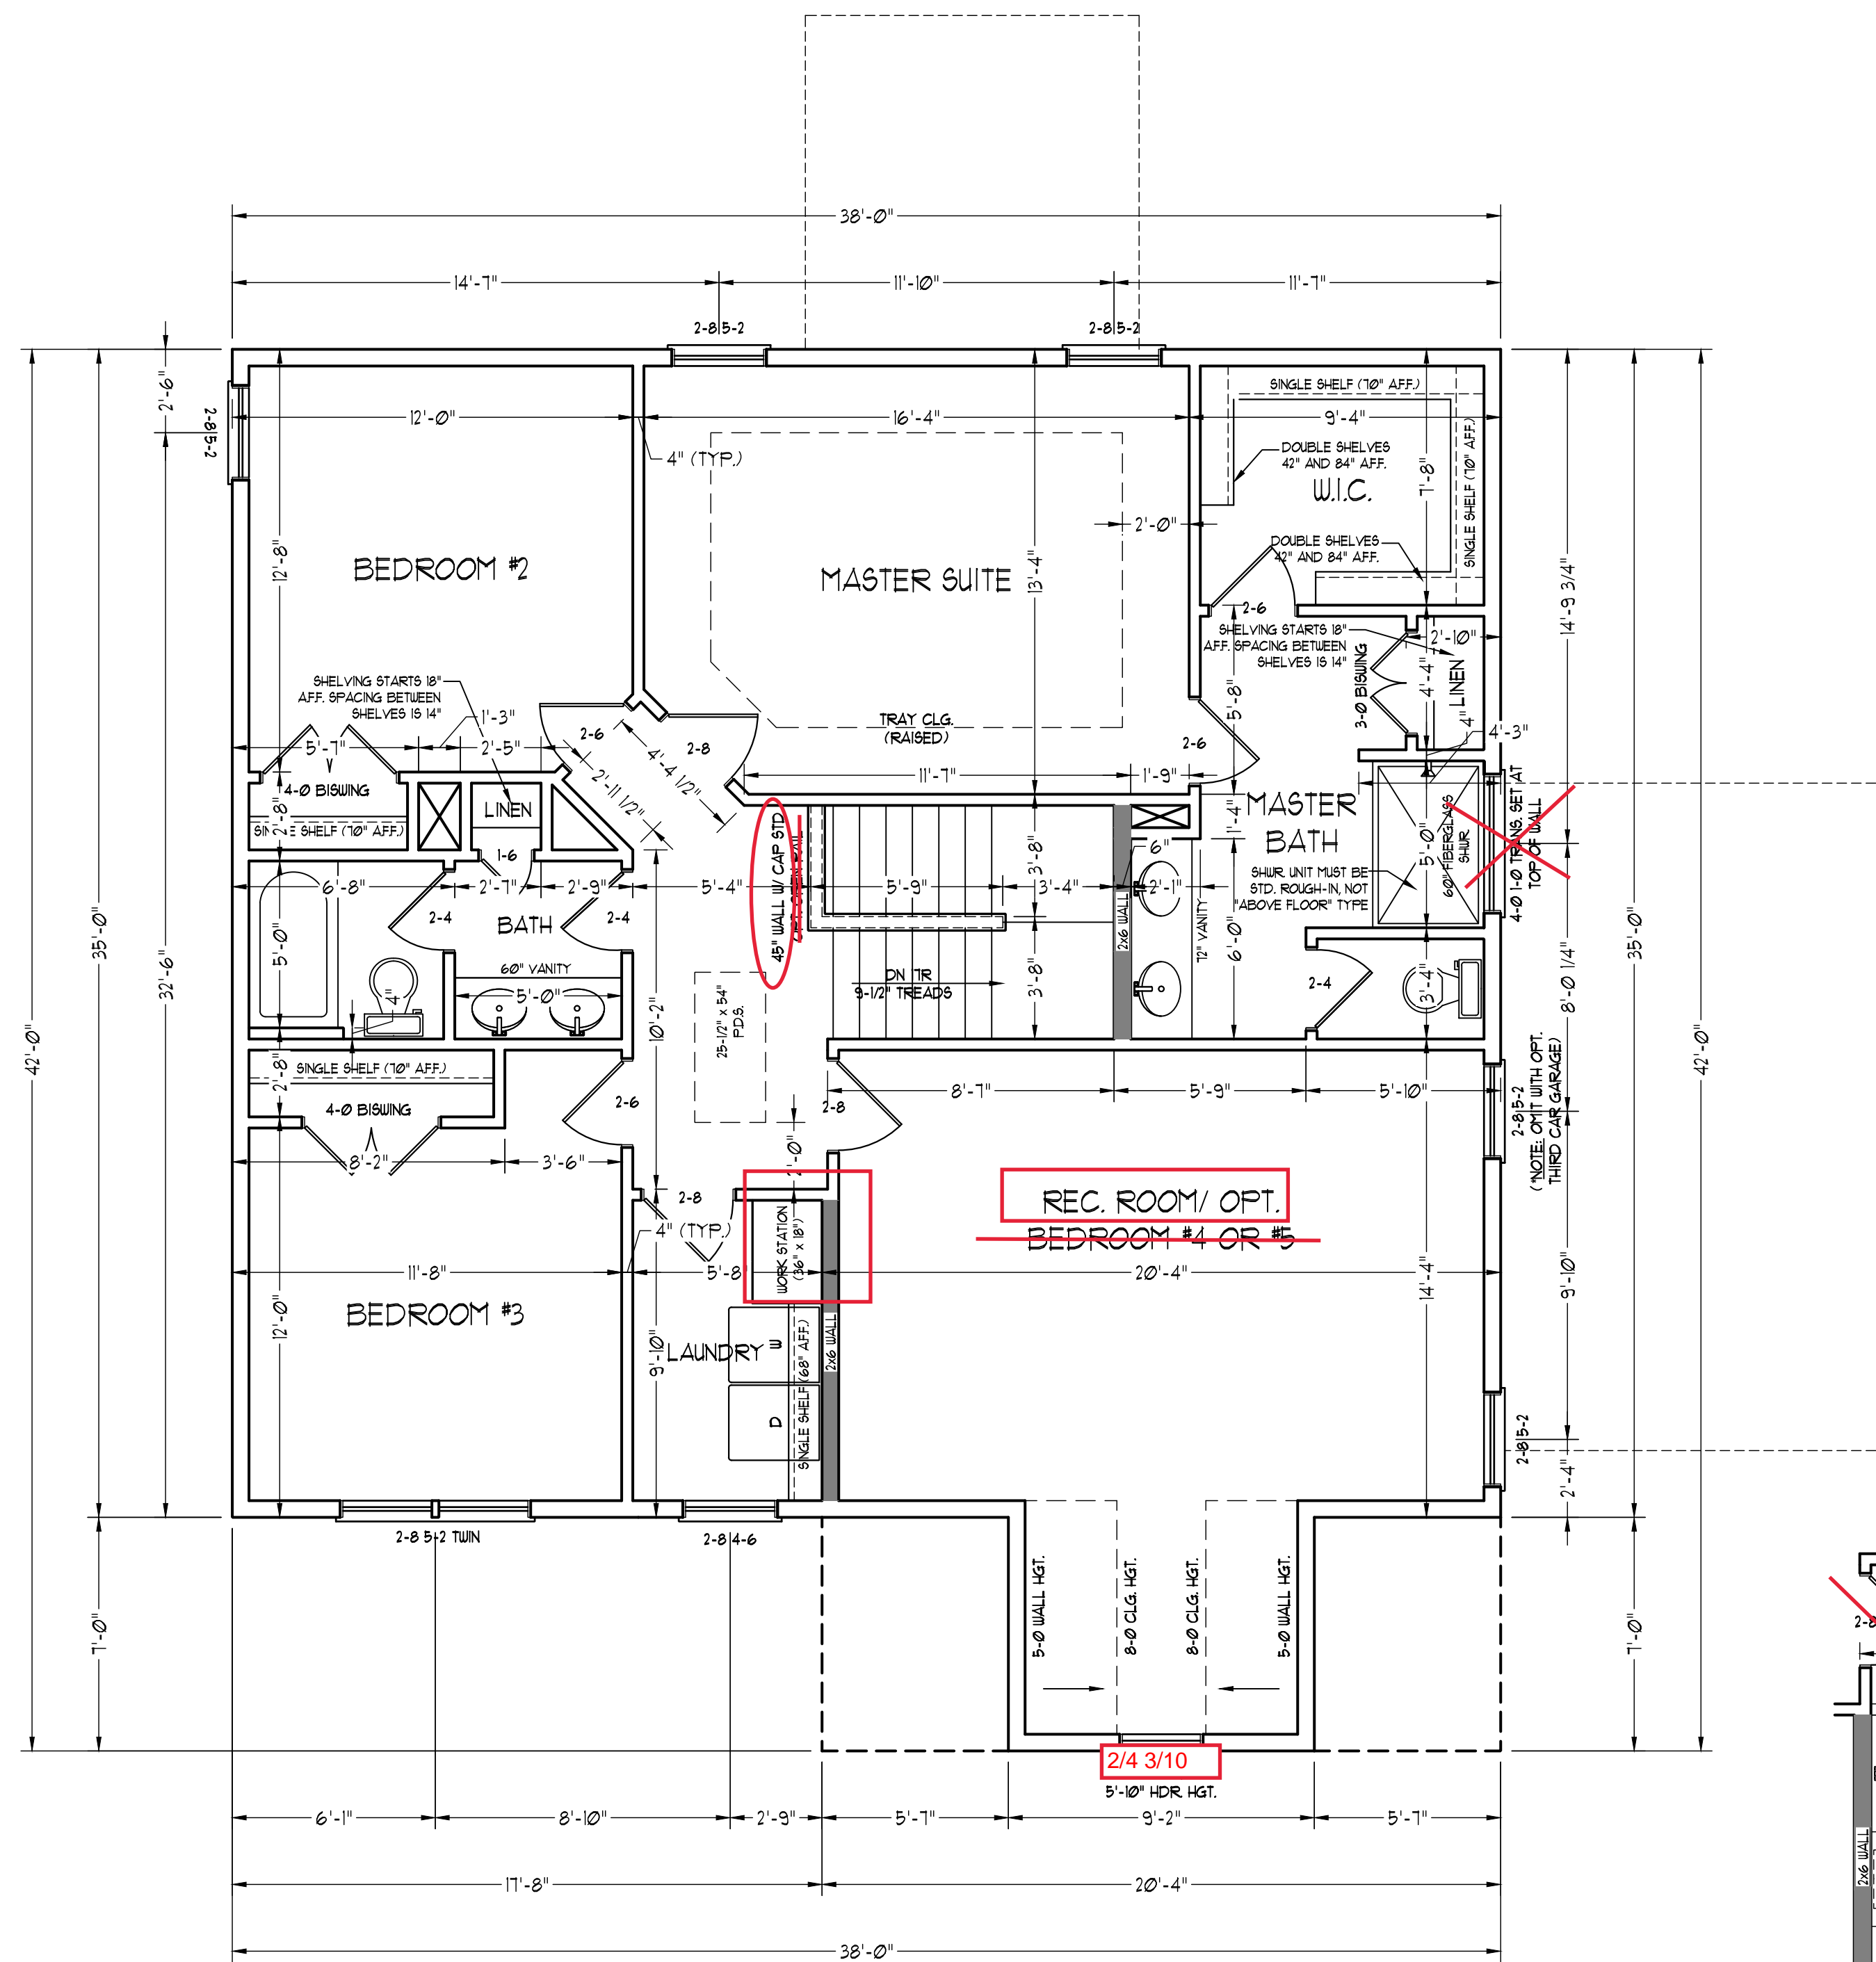 38'-0"
14'-7"
11'-10"
11'-7"
2-8 5-2
2-8 5-2
2'-6"
2-8 5-2
12'-0"
16'-4"
9'-4"
4" (TYP.)
SINGLE SHELF (70" A.F.F.)
DOUBLE SHELVES
42" AND 84" A.F.F.
W.I.C.
7'-8"
SINGLE SHELF (70" A.F.F.)
2'-0"
DOUBLE SHELVES
42" AND 84" A.F.F.
12'-8"
BEDROOM #2
MASTER SUITE
13'-4"
14'-9 3/4"
2-6
SHELVING STARTS 18"
A.F.F. SPACING BETWEEN
SHELVES IS 14"
2'-10"
3-0 BISWING
4'-4"
LINEN
5'-8"
4"
4'-3"
SHELVING STARTS 18"
A.F.F. SPACING BETWEEN
SHELVES IS 14"
1'-3"
5'-7"
2'-5"
2-6
2-8
4'-4 1/2"
2'-11 1/2"
TRAY CLG.
(RAISED)
2-6
11'-7"
1'-9"
4-0 BISWING
LINEN
2'-8"
SINGLE SHELF (70" A.F.F.)
1-6
45" WALL W/ CAP STD.
OPT. OPEN RAIL
3'-8"
1'-4"
MASTER
BATH
6"
60" FIBERGLASS
SHWR
5'-0"
4-0 1-0 TRANS. SET AT
TOP OF WALL
SHWR. UNIT MUST BE
STD. ROUGH-IN, NOT
"ABOVE FLOOR" TYPE
6'-8"
2'-7"
2'-9"
5'-4"
5'-9"
3'-4"
2'-1"
2-4
BATH
2-4
2x6 WALL
72" VANITY
6'-0"
5'-0"
60" VANITY
5'-0"
4"
DN 7R
9-1/2" TREADS
3'-8"
2-4
3'-4"
8'-0 1/4"
25-1/2" x 54"
P.D.S.
10'-2"
42'-0"
35'-0"
32'-6"
35'-0"
42'-0"
2'-8"
SINGLE SHELF (70" A.F.F.)
4-0 BISWING
2-6
2-8
8'-7"
5'-9"
5'-10"
2-8 5-2
(*NOTE: OMIT WITH OPT.
THIRD CAR GARAGE)
8'-2"
3'-6"
2'-0"
2-8
REC. ROOM/ OPT.
BEDROOM #4 OR #5
4" (TYP.)
WORK STATION
(36" x 18")
11'-8"
5'-8"
20'-4"
14'-4"
9'-10"
12'-0"
BEDROOM #3
9'-10"
LAUNDRY
W
D
SINGLE SHELF (68" A.F.F.)
2x6 WALL
2-8 5-2
2'-4"
2-8 5-2 TWIN
2-8 4-6
5-0 WALL HGT.
8-0 CLG. HGT.
8-0 CLG. HGT.
5-0 WALL HGT.
7'-0"
7'-0"
2-8
2/4 3/10
5'-10" HDR. HGT.
6'-1"
8'-10"
2'-9"
5'-7"
9'-2"
5'-7"
2x6 WALL
17'-8"
20'-4"
38'-0"